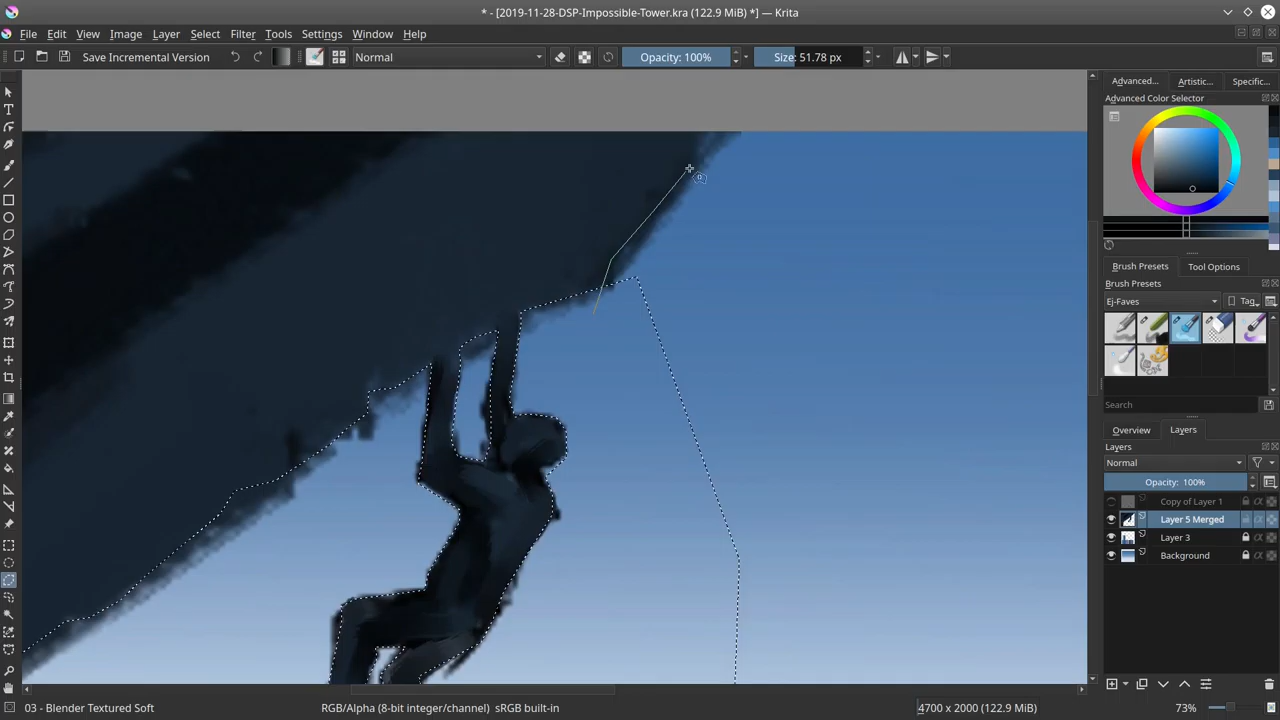 * - [2019-11-28-DSP-Impossible-Tower.kra (122.9 MiB) *] — Krita
File Edit View Image Layer Select Filter Tools Settings Window Help
Save Incremental Version Normal Opacity: 100% Size: 51.78 px
Advanced... Artistic... Specific...
Advanced Color Selector
Brush Presets Tool Options
Brush Presets
Ej-Faves Tag
Search
Overview Layers
Layers
Normal
Opacity: 100%
Copy of Layer 1
Layer 5 Merged
Layer 3
Background
03 - Blender Textured Soft RGB/Alpha (8-bit integer/channel) sRGB built-in 4700 x 2000 (122.9 MiB) 73%